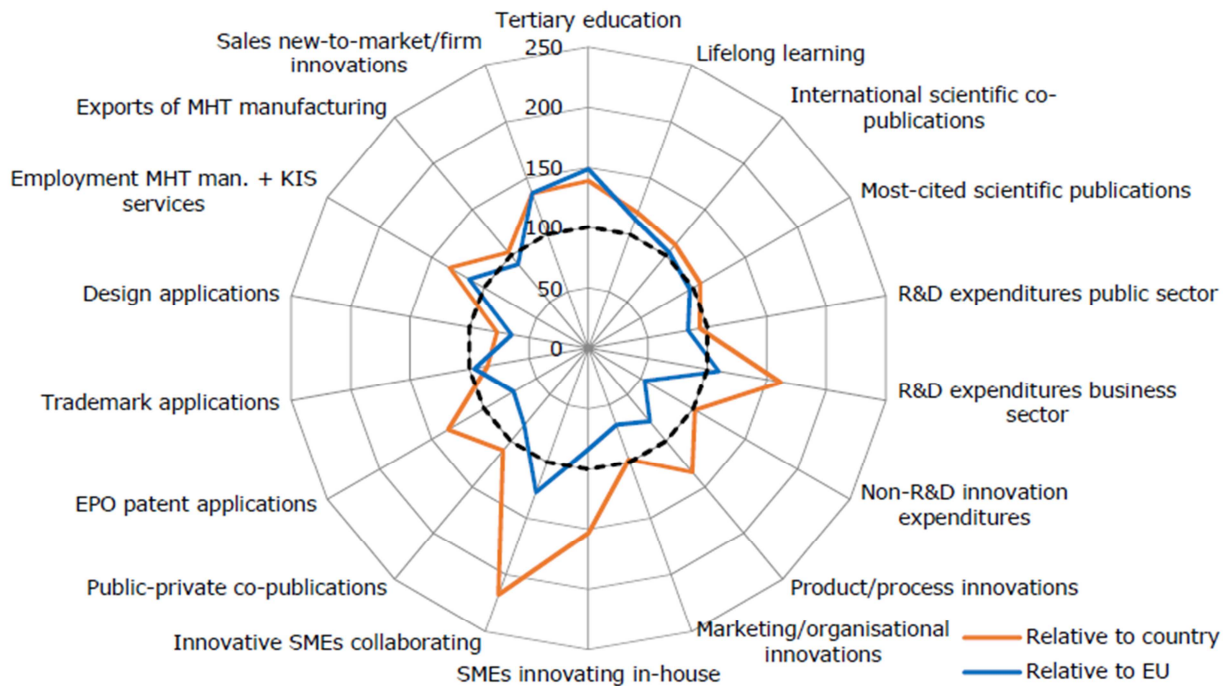 Tertiary education
Sales new-to-market/firm
innovations
250
Lifelong learning
Exports of MHT manufacturing
200
International scientific co-
publications
Employment MHT man. + KIS
services
150
Most-cited scientific publications
100
Design applications
50
R&D expenditures public sector
0
Trademark applications
R&D expenditures business
sector
EPO patent applications
Non-R&D innovation
expenditures
Public-private co-publications
Product/process innovations
Innovative SMEs collaborating
Marketing/organisational
innovations
SMEs innovating in-house
Relative to country
Relative to EU